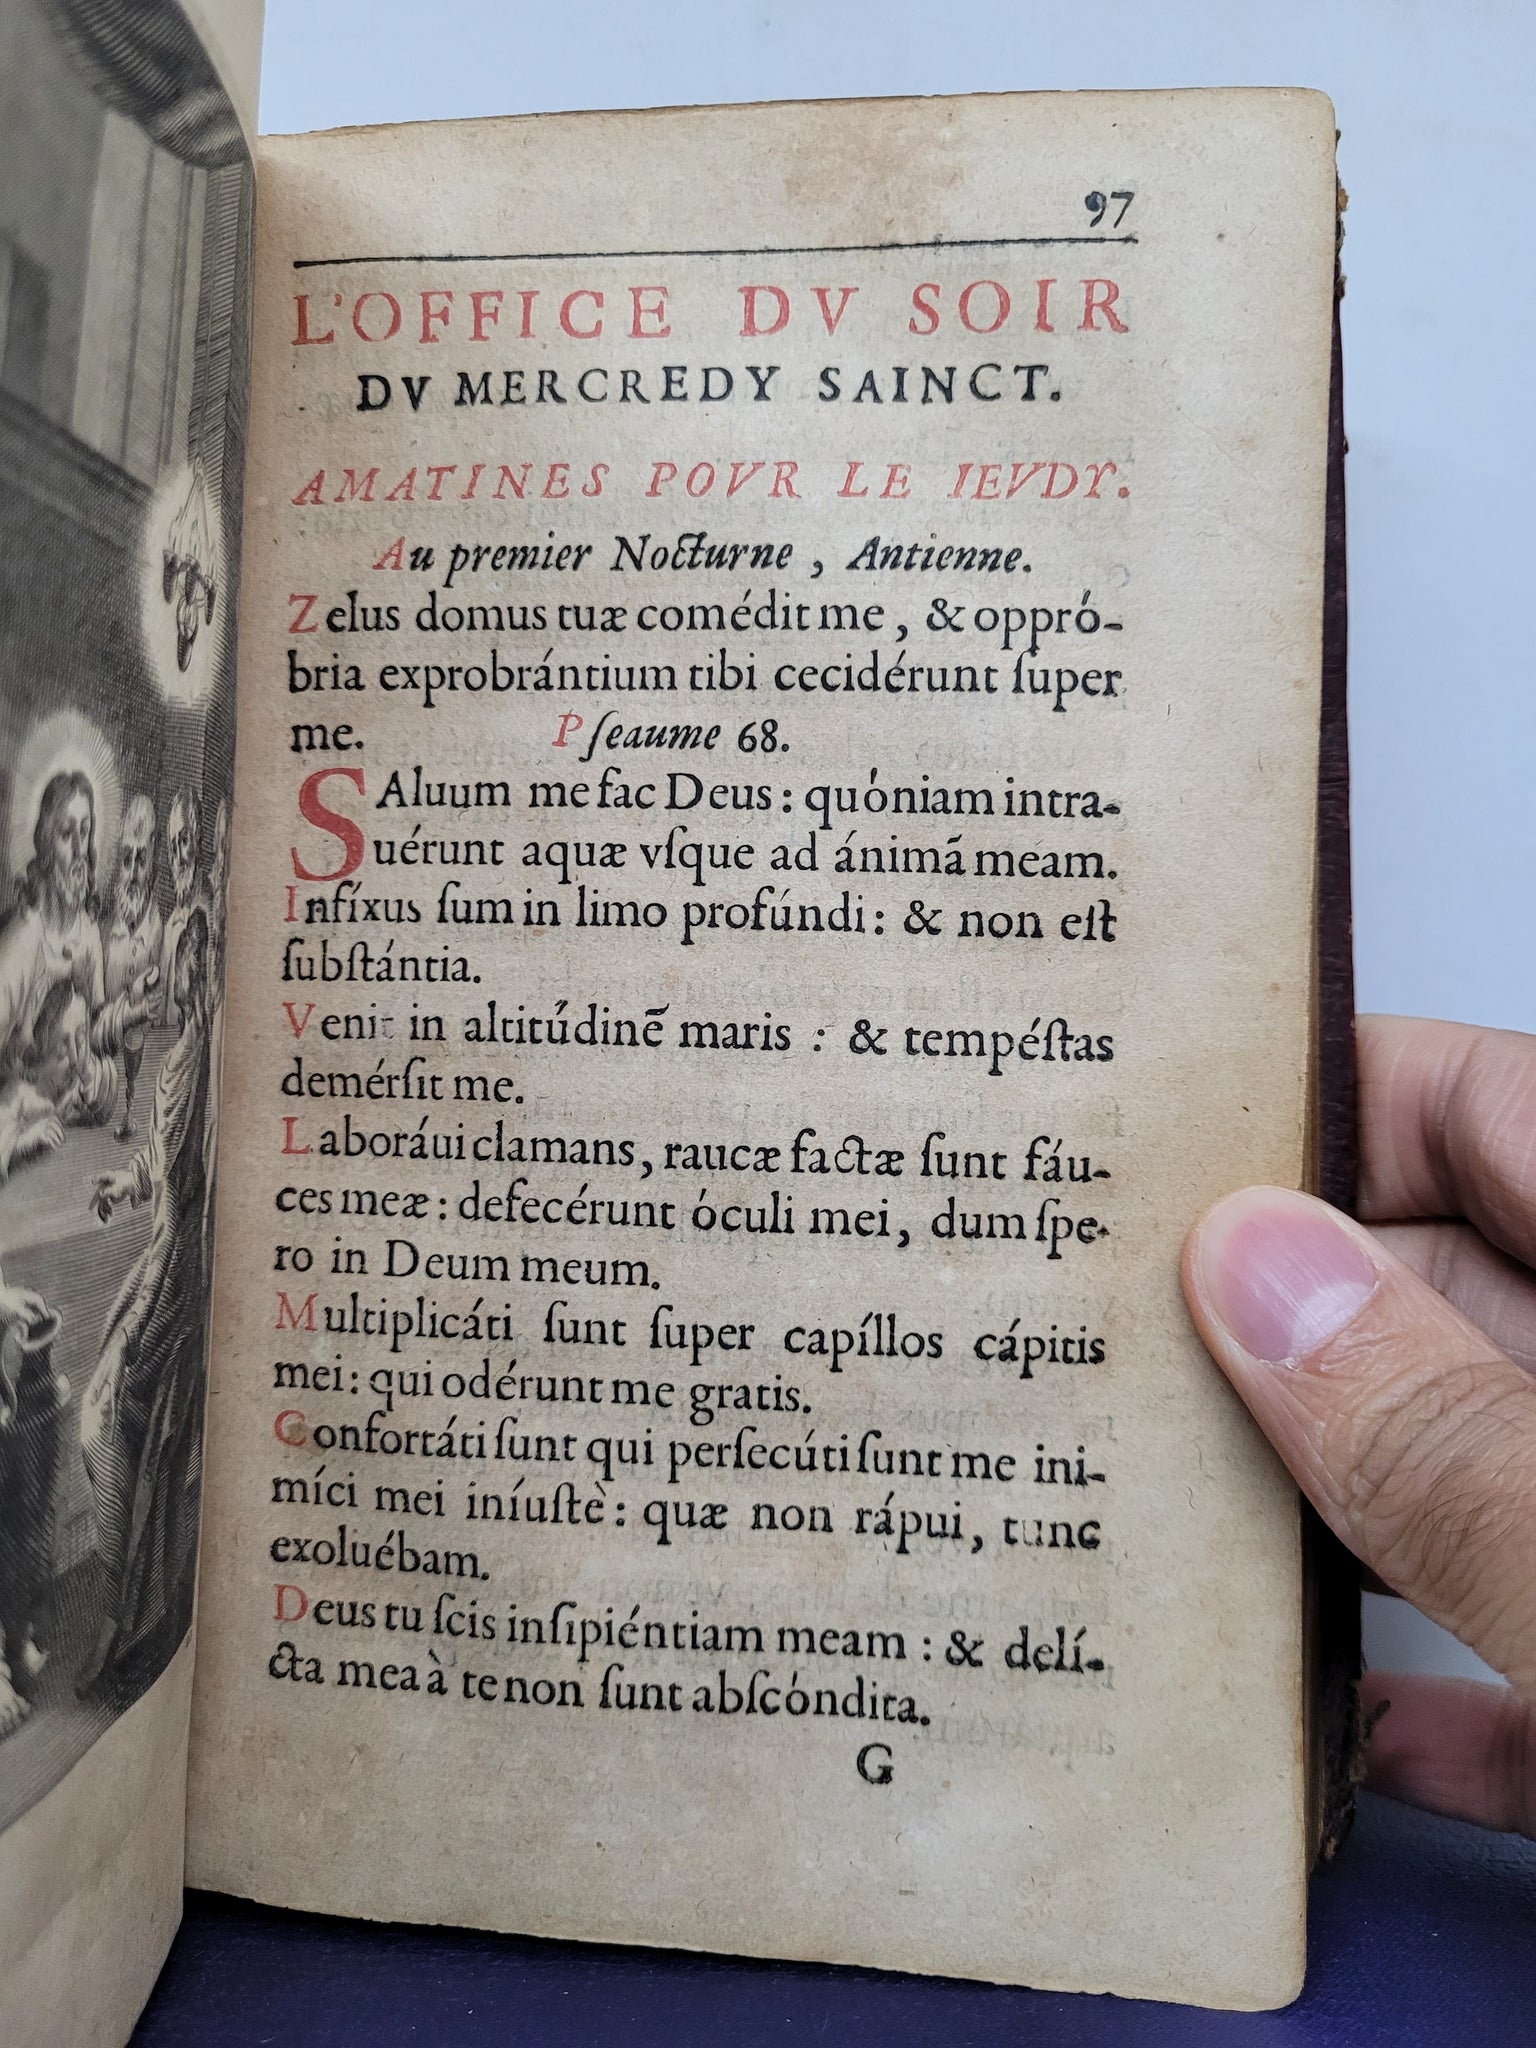 97
L'OFFICE DV SOIR
DV MERCREDY SAINCT.
AMATINES POVR LE IEVDY.
Au premier Nocturne , Antienne.
Zelus domus tuæ comédit me , & oppró-
bria exprobrántium tibi cecidérunt ſuper
me. Pſeaume 68.
SAluum me fac Deus : quóniam intra-
uérunt aquæ vſque ad ánimã meam.
Infíxus ſum in limo profúndi : & non eſt
ſubſtántia.
Venit in altitúdinẽ maris : & tempéſtas
demérſit me.
Laboráui clamans, raucæ factæ ſunt fáu-
ces meæ : defecérunt óculi mei, dum ſpe-
ro in Deum meum.
Multiplicáti ſunt ſuper capíllos cápitis
mei : qui odérunt me gratis.
Confortáti ſunt qui perſecúti ſunt me ini-
míci mei iniúſtè : quæ non rápui, tunc
exoluébam.
Deus tu ſcis inſipiéntiam meam : & delí-
cta mea à te non ſunt abſcóndita.
G